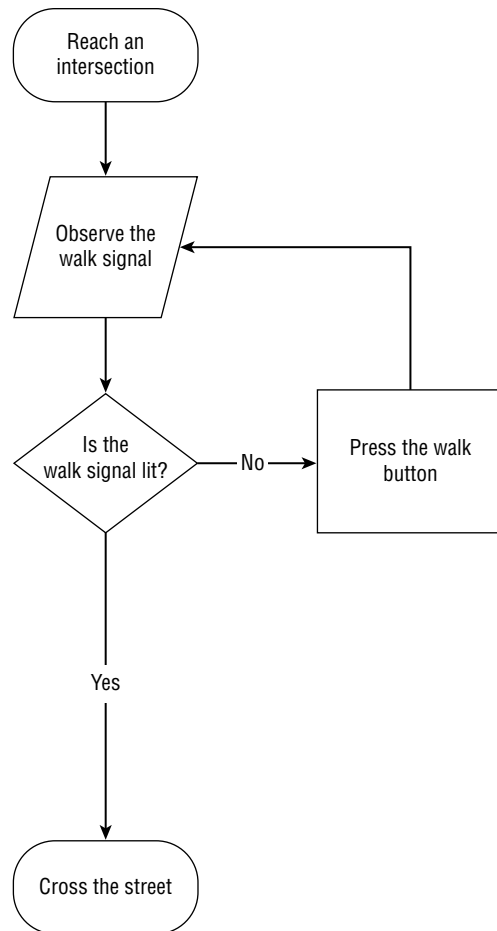 Reach an
intersection
Observe the
walk signal
Is the
walk signal lit?
No
Press the walk
button
Yes
Cross the street